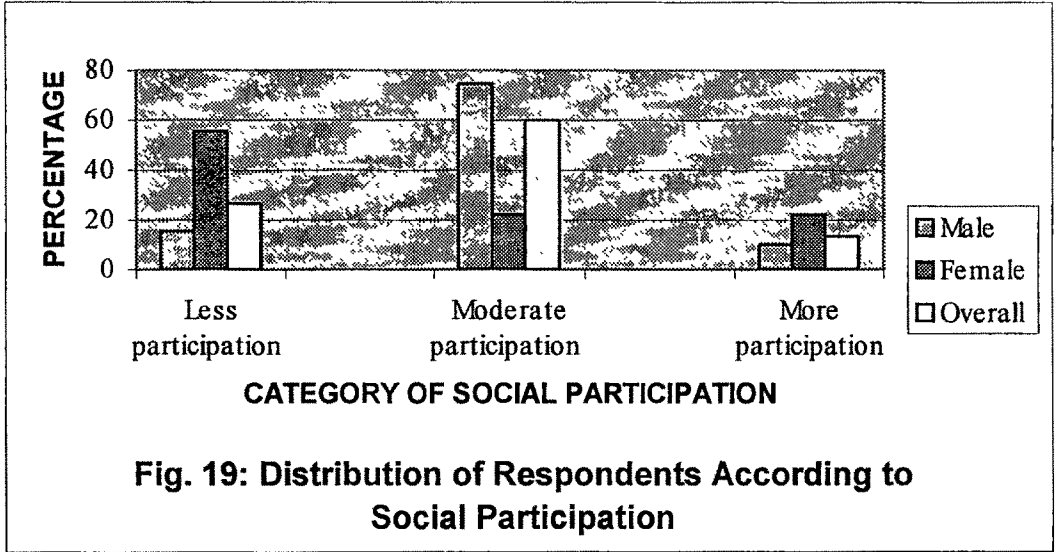 PERCENTAGE
80
60
40
20
0
Less
participation
Moderate
participation
More
participation
Male
Female
Overall
CATEGORY OF SOCIAL PARTICIPATION
Fig. 19: Distribution of Respondents According to
Social Participation